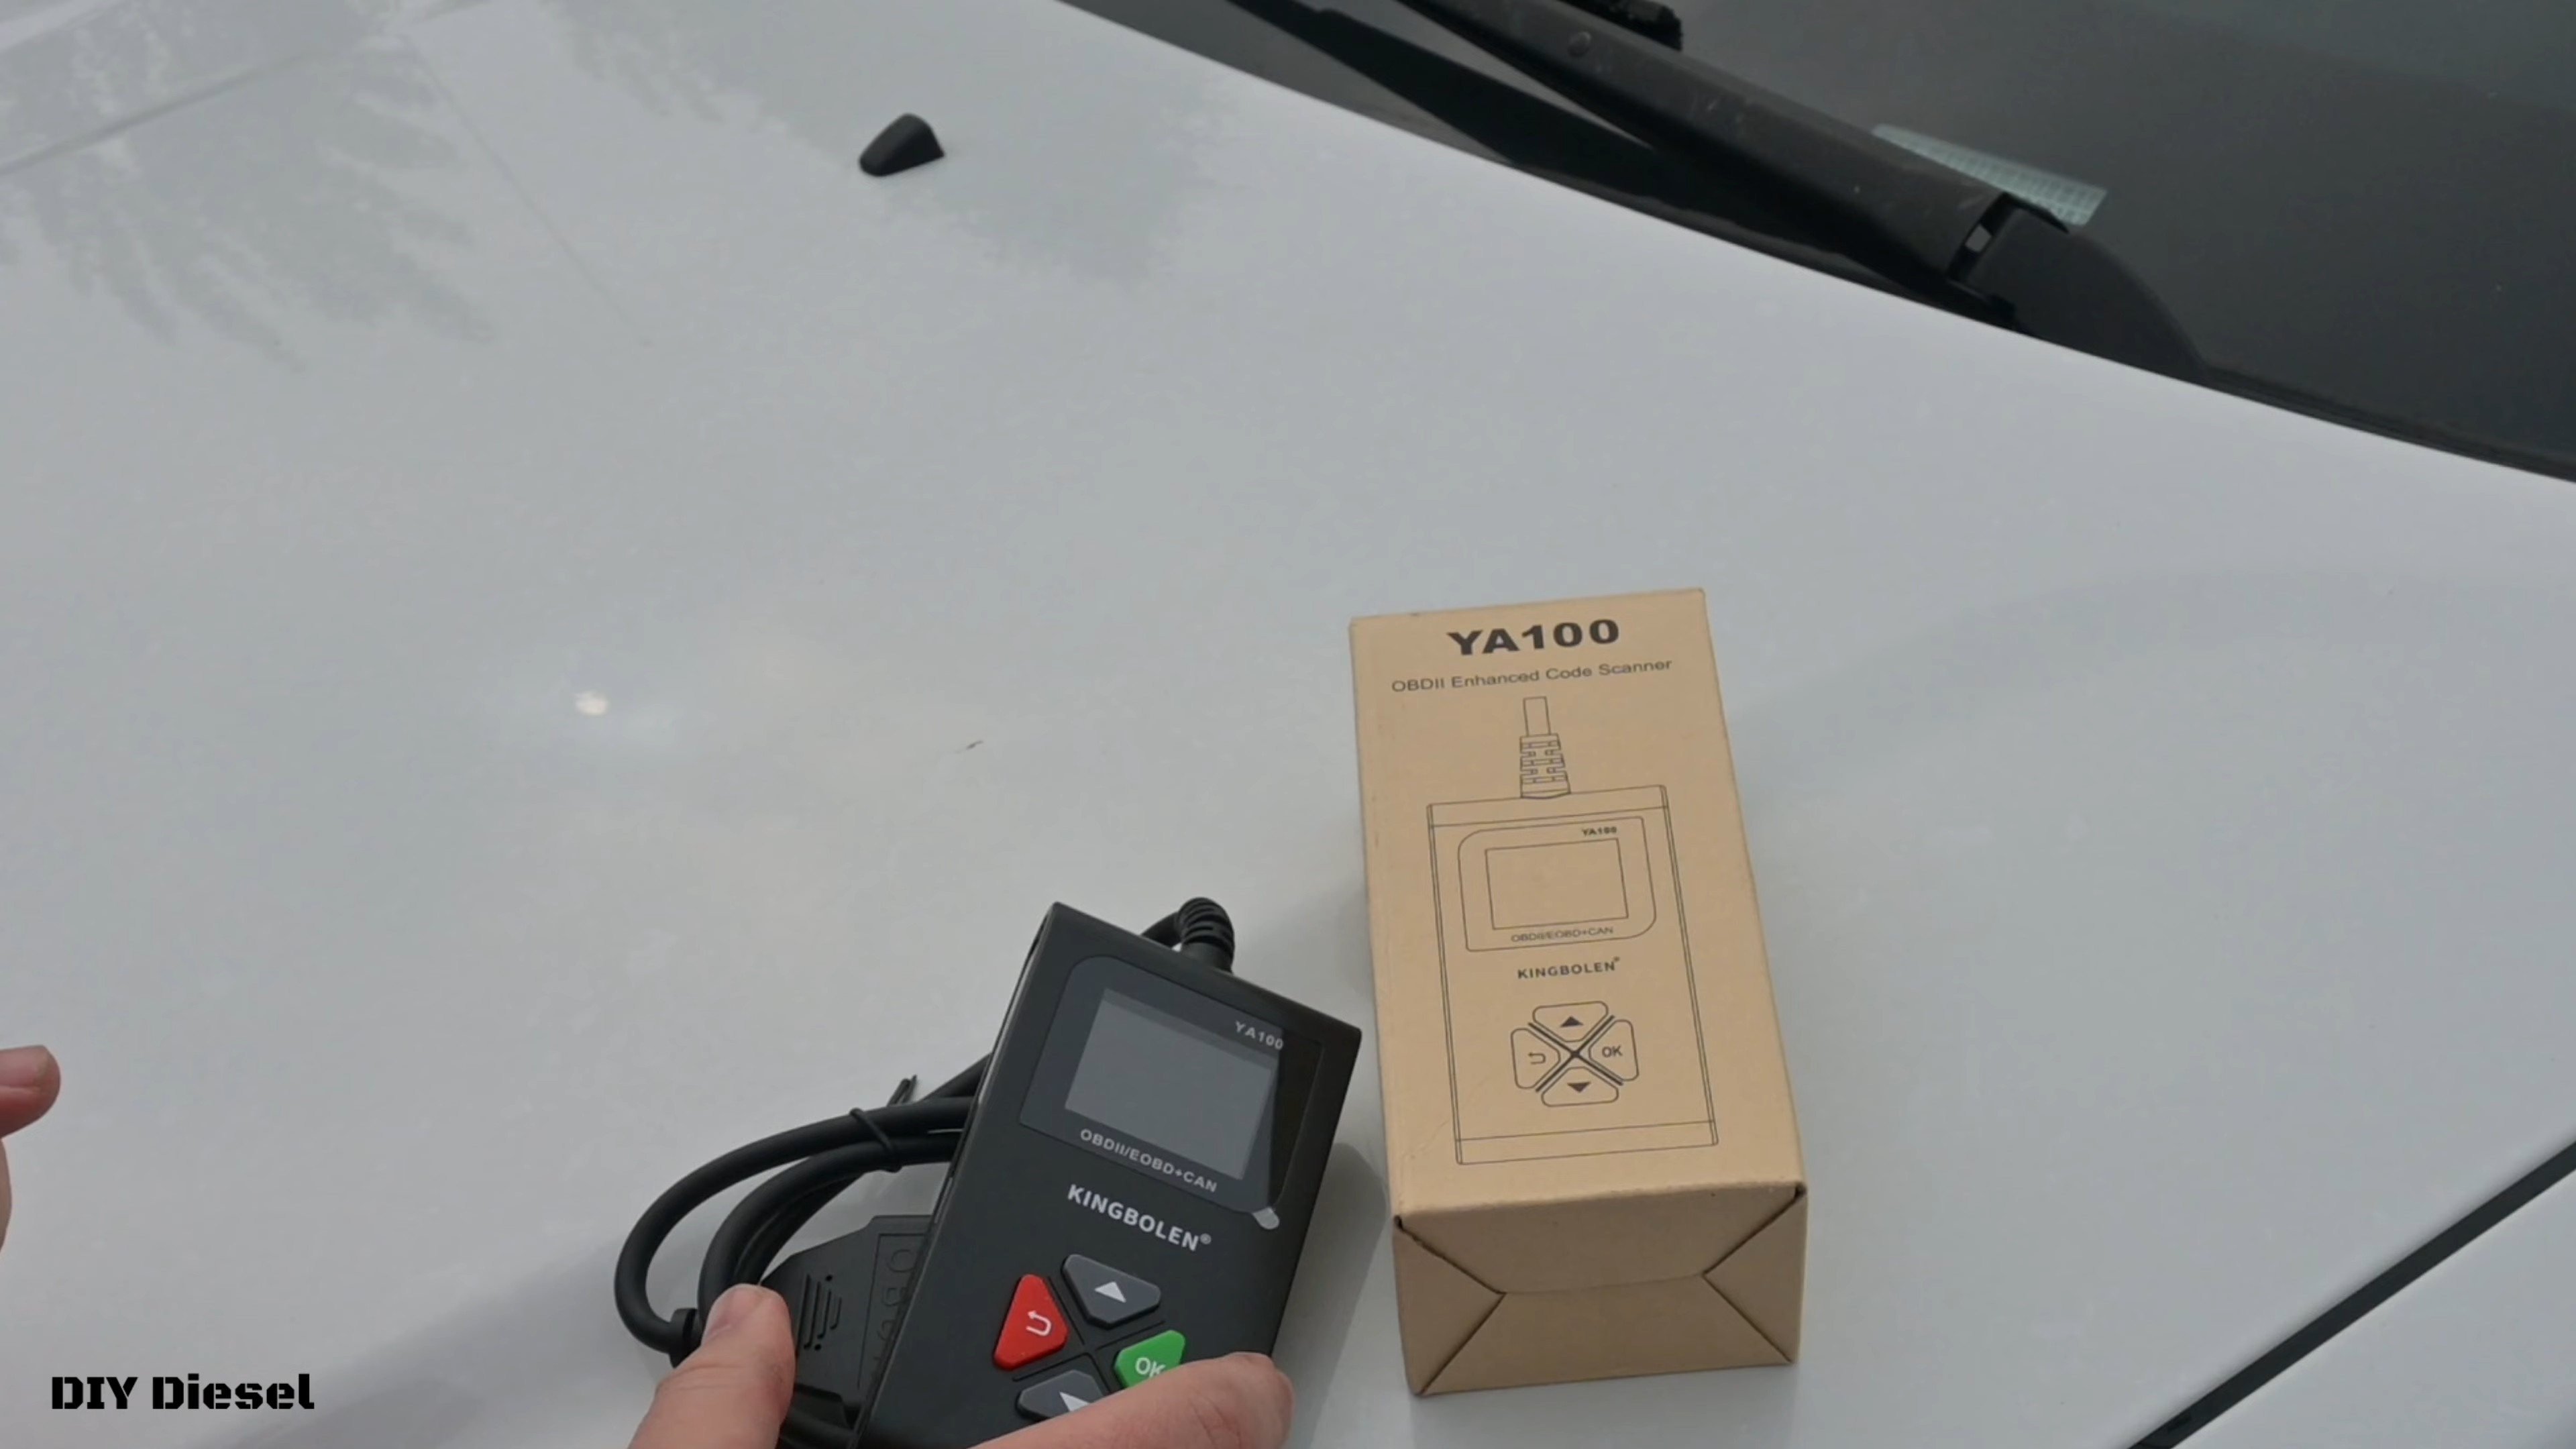 YA100
OBDII Enhanced Code Scanner
YA100
OBDII/EOBD+CAN
KINGBOLEN®
OK
YA100
OBDII/EOBD+CAN
KINGBOLEN®
OK
DIY Diesel